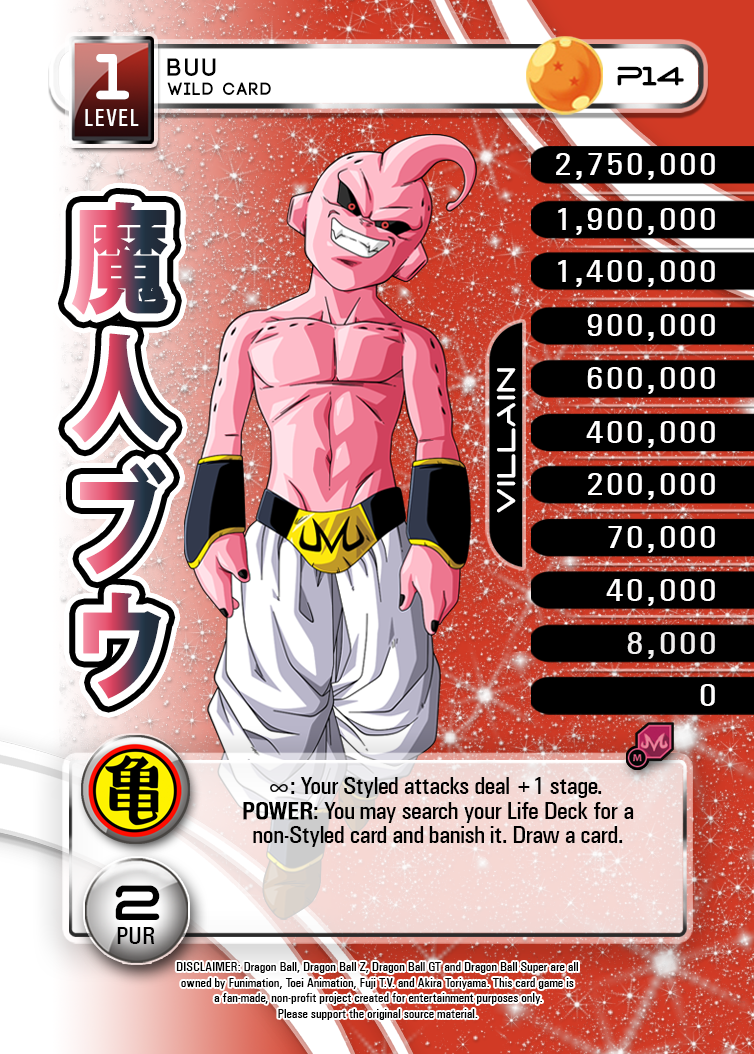 1
LEVEL
BUU
WILD CARD
P14
2,750,000
1,900,000
1,400,000
900,000
600,000
400,000
200,000
70,000
40,000
8,000
0
VILLAIN
魔人ブウ
M
亀
∞: Your Styled attacks deal +1 stage.
POWER: You may search your Life Deck for a
non-Styled card and banish it. Draw a card.
2
PUR
DISCLAIMER: Dragon Ball, Dragon Ball Z, Dragon Ball GT and Dragon Ball Super are all
owned by Funimation, Toei Animation, Fuji T.V. and Akira Toriyama. This card game is
a fan-made, non-profit project created for entertainment purposes only.
Please support the original source material.